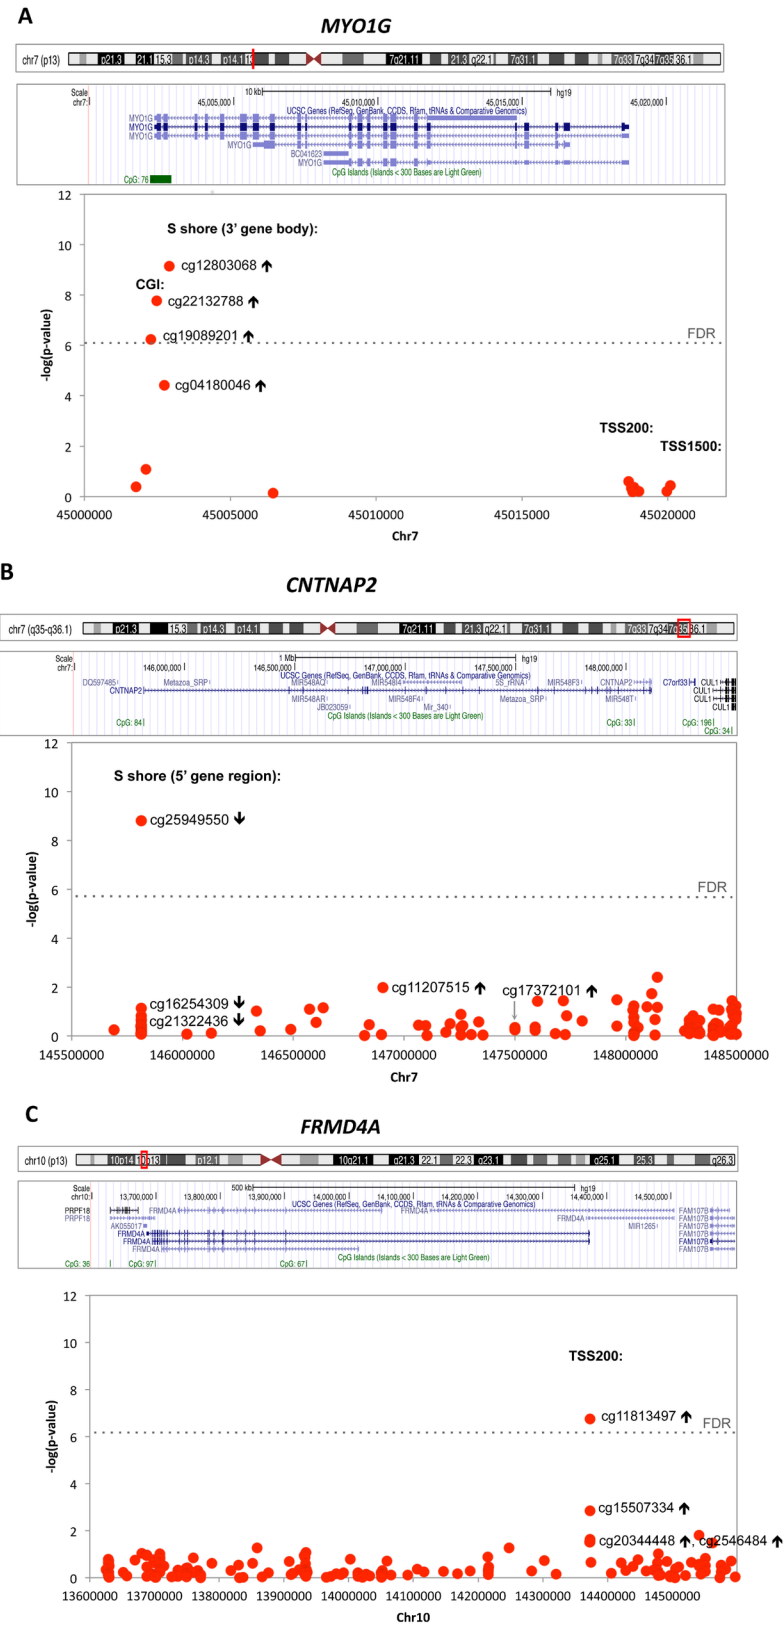 A
MYO1G
chr7 (p13) p21.3 21.1 15.3 p14.3 p14.1 13 7q21.11 21.3 q22.1 7q31.1 7q33 7q34 7q35 36.1
Scale 10 kb hg19
chr7: 45,005,000 45,010,000 45,015,000 45,020,000
UCSC Genes (RefSeq, GenBank, CCDS, Rfam, tRNAs & Comparative Genomics)
MYO1G
MYO1G
MYO1G
MYO1G
BC041623
MYO1G
CpG Islands (Islands < 300 Bases are Light Green)
CpG: 76
12
S shore (3' gene body):
10
cg12803068
CGI:
8
cg22132788
cg19089201
FDR
6
-log(p-value)
cg04180046
4
TSS200:
2
TSS1500:
0
45000000 45005000 45010000 45015000 45020000
Chr7
B
CNTNAP2
chr7 (q35-q36.1) p21.3 15.3 p14.3 p14.1 7q21.11 21.3 q22.1 7q31.1 7q33 7q34 7q35 36.1
Scale 1 Mb hg19
chr7: 146,000,000 146,500,000 147,000,000 147,500,000 148,000,000
UCSC Genes (RefSeq, GenBank, CCDS, Rfam, tRNAs & Comparative Genomics)
DQ597485 Metazoa_SRP MIR548AQ MIR548I4 5S_rRNA MIR548F3 CNTNAP2 C7orf33 CUL1
CNTNAP2 CUL1
MIR548AR MIR548F4 Metazoa_SRP MIR548T CUL1
JB023059 Mir_340 CUL1
CpG Islands (Islands < 300 Bases are Light Green)
CpG: 84 CpG: 33 CpG: 196
CpG: 34
12
S shore (5' gene region):
10
cg25949550
8
FDR
6
-log(p-value)
4
2
cg11207515 cg17372101
cg16254309
cg21322436
0
145500000 146000000 146500000 147000000 147500000 148000000 148500000
Chr7
C
FRMD4A
chr10 (p13) 10p14 10p13 p12.1 10q21.1 q21.3 22.1 22.3 q23.1 q25.1 25.3 q26.3
Scale 500 kb hg19
chr10: 13,700,000 13,800,000 13,900,000 14,000,000 14,100,000 14,200,000 14,300,000 14,400,000 14,500,000
UCSC Genes (RefSeq, GenBank, CCDS, Rfam, tRNAs & Comparative Genomics)
PRPF18 FRMD4A FRMD4A FAM107B
PRPF18 FRMD4A FAM107B
AK055017 MIR1265 FAM107B
FRMD4A FAM107B
FRMD4A FAM107B
FRMD4A FAM107B
CpG Islands (Islands < 300 Bases are Light Green)
CpG: 36 CpG: 97 CpG: 67
12
10
TSS200:
8
cg11813497
FDR
6
-log(p-value)
4
cg15507334
2
cg20344448 , cg2546484
0
13600000 13700000 13800000 13900000 14000000 14100000 14200000 14300000 14400000 14500000
Chr10